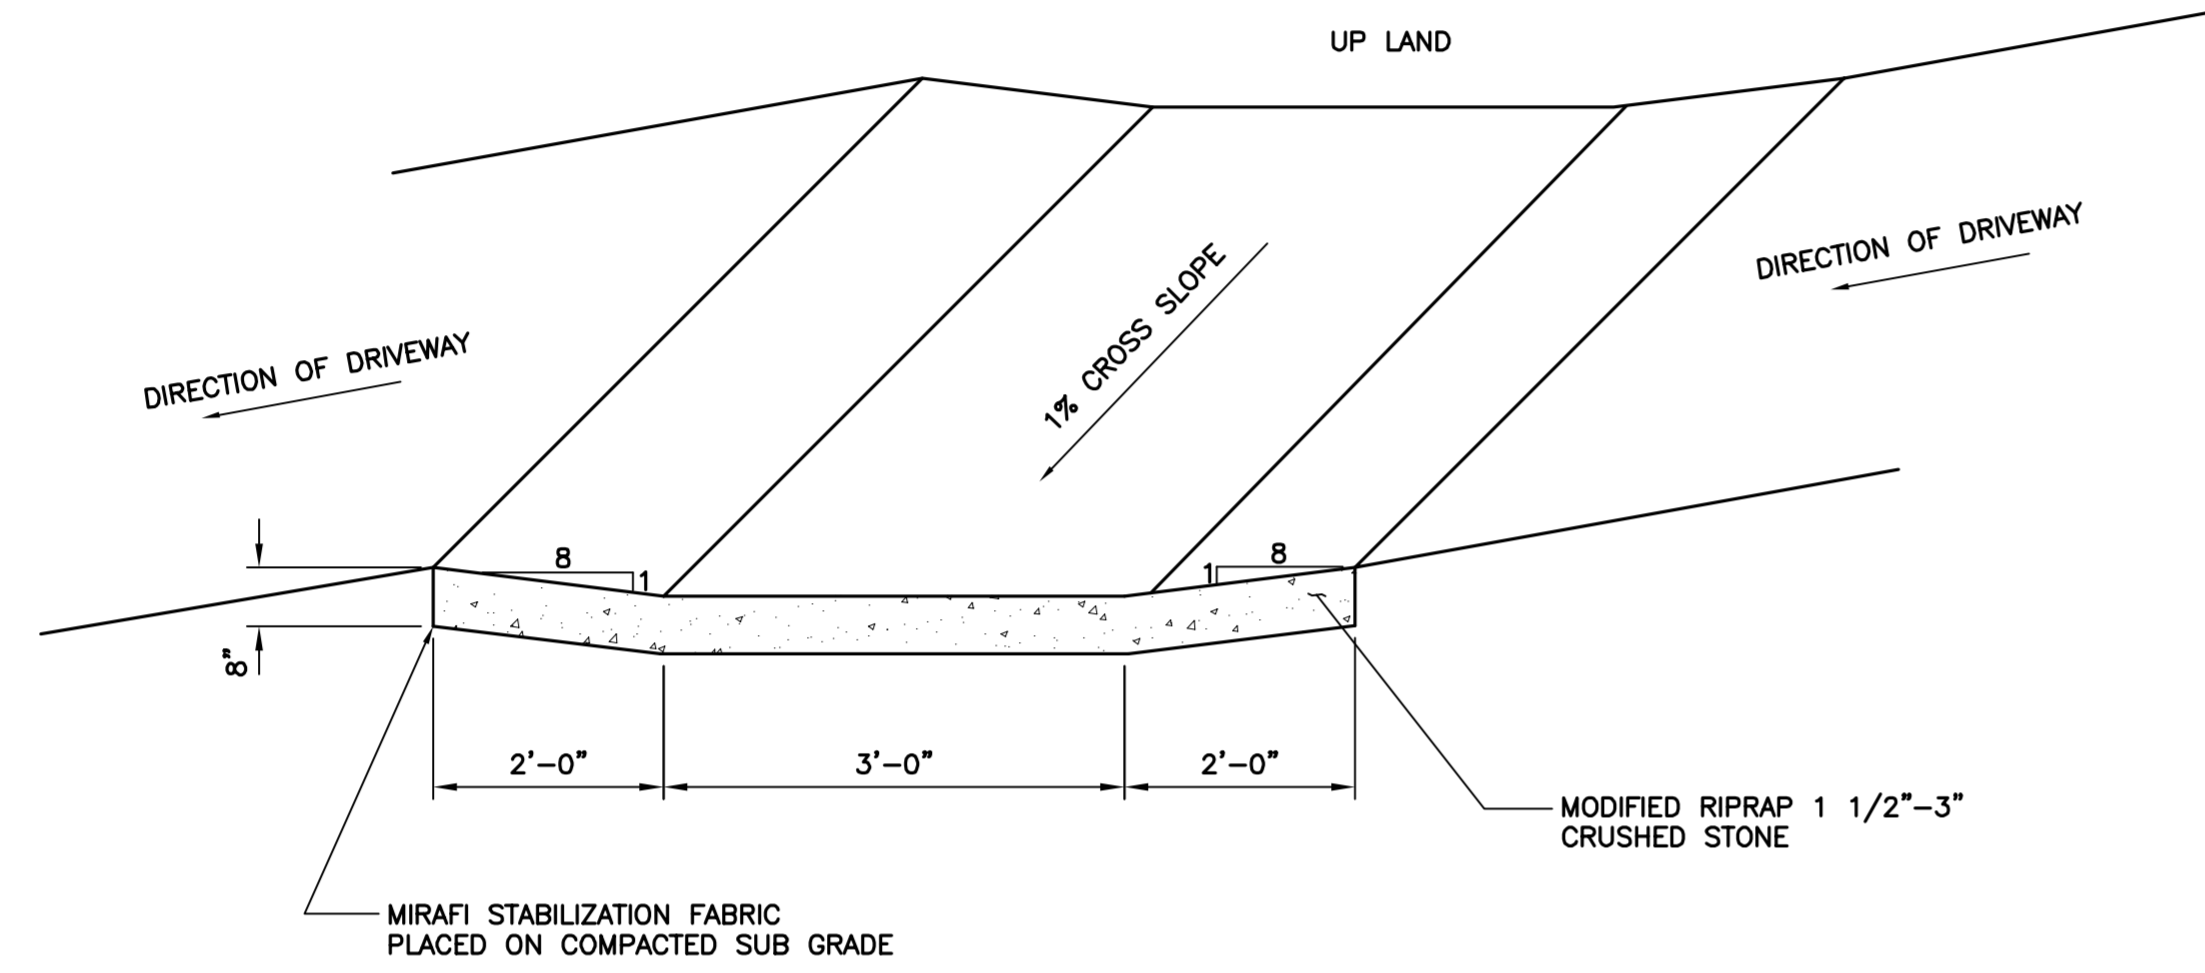 UP LAND
DIRECTION OF DRIVEWAY
1% CROSS SLOPE
DIRECTION OF DRIVEWAY
8
1
1
8
8"
2'-0"
3'-0"
2'-0"
MODIFIED RIPRAP 1 1/2"-3"
CRUSHED STONE
MIRAFI STABILIZATION FABRIC
PLACED ON COMPACTED SUB GRADE